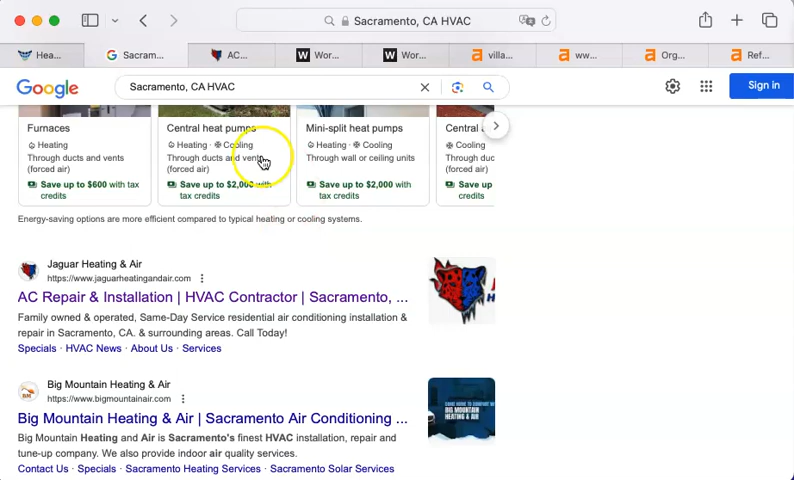 Sacramento, CA HVAC
Hea...
Sacram...
AC...
Wor...
Wor...
villa...
ww...
Org...
Ref...
Google
Sacramento, CA HVAC
Sign in
Furnaces
Heating
Through ducts and vents
(forced air)
Save up to $600 with tax
credits
Central heat pumps
Heating · Cooling
Through ducts and vents
(forced air)
Save up to $2,000 with
tax credits
Mini-split heat pumps
Heating · Cooling
Through wall or ceiling units
Save up to $2,000 with
tax credits
Central
Cooling
Through ducts
(forced air)
Save up
credits
Energy-saving options are more efficient compared to typical heating or cooling systems.
Jaguar Heating & Air
https://www.jaguarheatingandair.com
AC Repair & Installation | HVAC Contractor | Sacramento, ...
Family owned & operated, Same-Day Service residential air conditioning installation &
repair in Sacramento, CA. & surrounding areas. Call Today!
Specials · HVAC News · About Us · Services
Big Mountain Heating & Air
https://www.bigmountainair.com
Big Mountain Heating & Air | Sacramento Air Conditioning ...
Big Mountain Heating and Air is Sacramento's finest HVAC installation, repair and
tune-up company. We also provide indoor air quality services.
Contact Us · Specials · Sacramento Heating Services · Sacramento Solar Services
BIG MOUNTAIN
HEATING & AIR